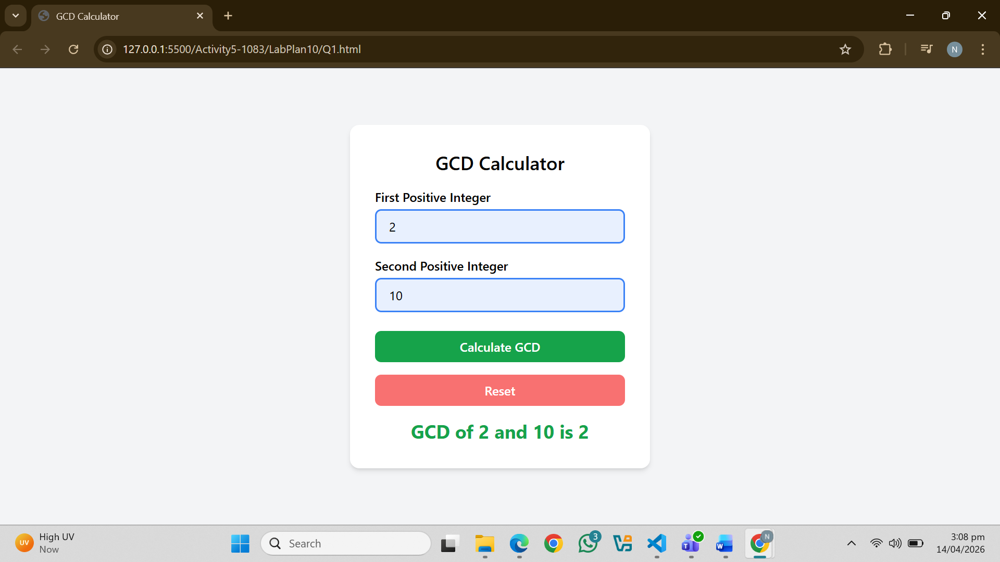 GCD Calculator
127.0.0.1:5500/Activity5-1083/LabPlan10/Q1.html
N
GCD Calculator
First Positive Integer
2
Second Positive Integer
10
Calculate GCD
Reset
GCD of 2 and 10 is 2
UV
High UV
Now
Search
3
T
W
N
3:08 pm
14/04/2026